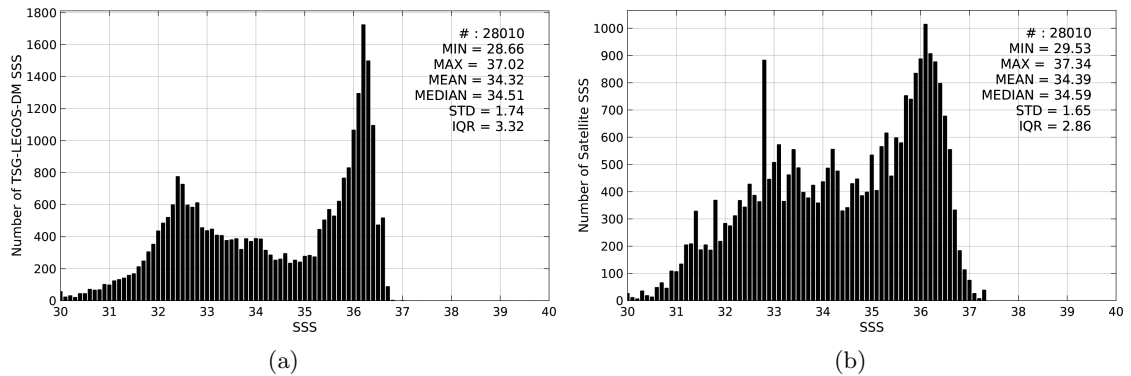 1800
1600
1400
1200
1000
800
600
400
200
0
Number of TSG-LEGOS-DM SSS
# : 28010
MIN = 28.66
MAX = 37.02
MEAN = 34.32
MEDIAN = 34.51
STD = 1.74
IQR = 3.32
30 31 32 33 34 35 36 37 38 39 40
SSS
(a)
1000
900
800
700
600
500
400
300
200
100
0
Number of Satellite SSS
# : 28010
MIN = 29.53
MAX = 37.34
MEAN = 34.39
MEDIAN = 34.59
STD = 1.65
IQR = 2.86
30 31 32 33 34 35 36 37 38 39 40
SSS
(b)